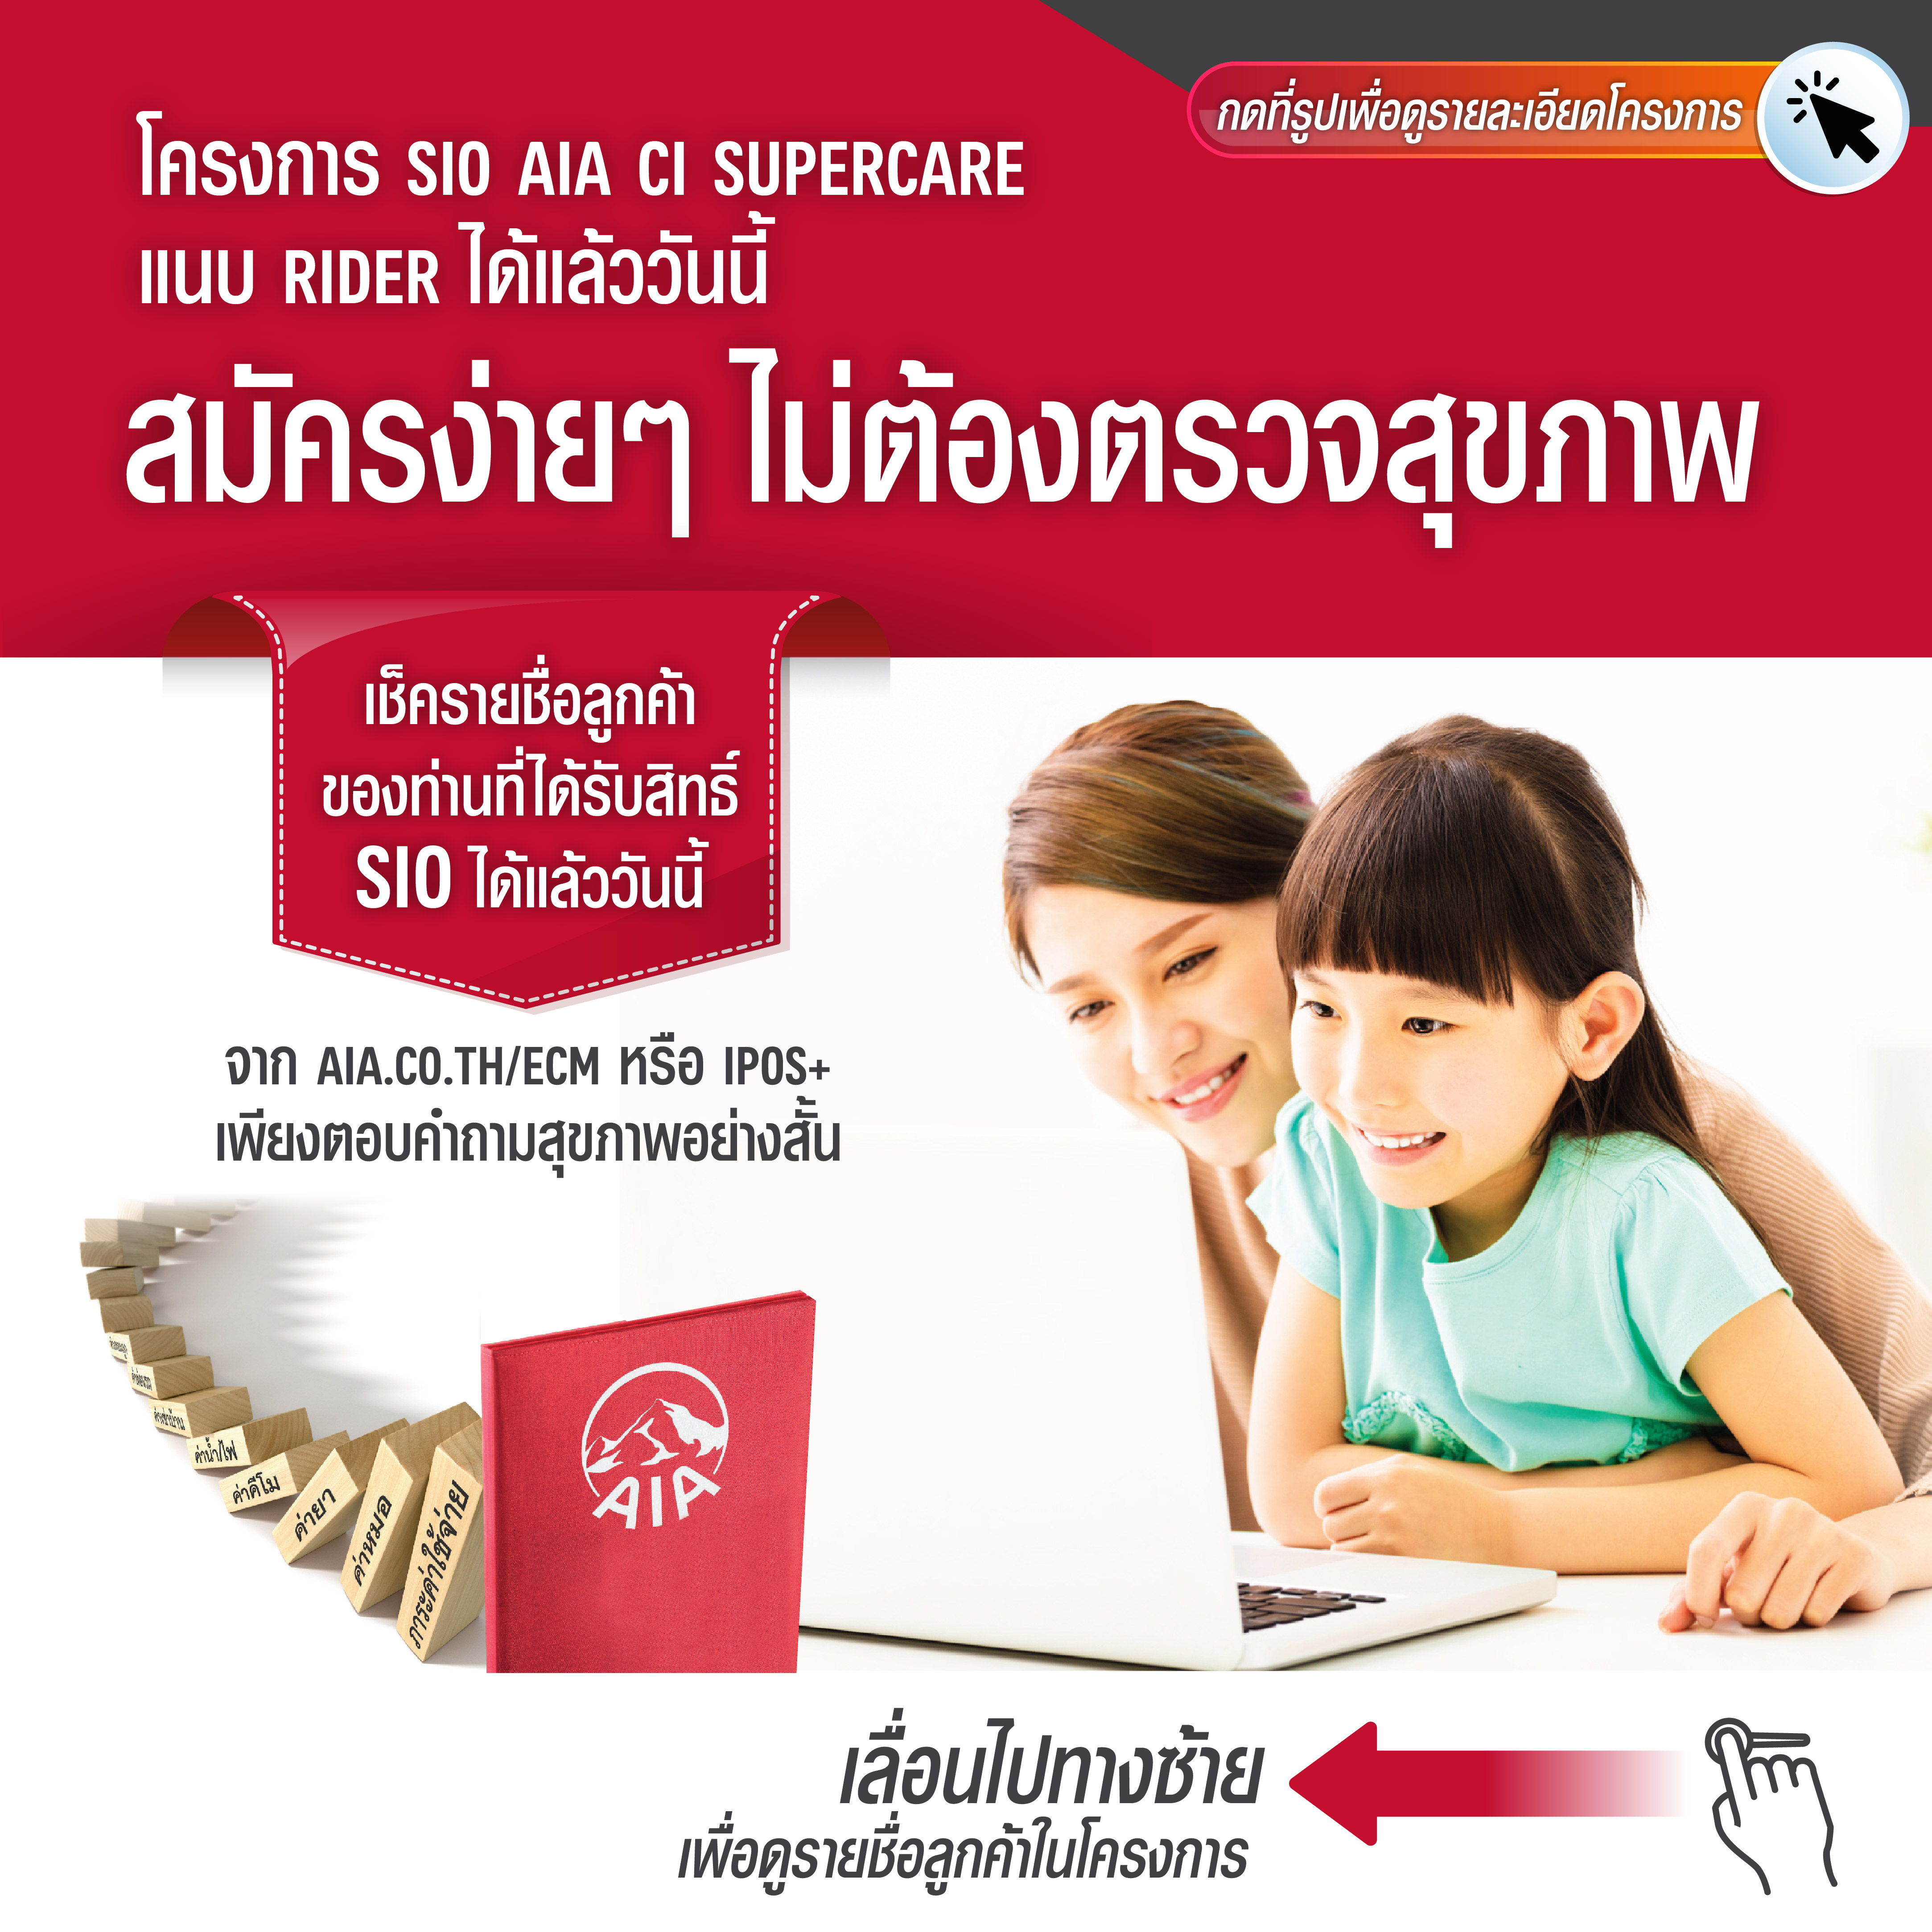 กดที่รูปเพื่อดูรายละเอียดโครงการ
โครงการ SIO AIA CI SUPERCARE
แนบ RIDER ได้แล้ววันนี้
สมัครง่ายๆ ไม่ต้องตรวจสุขภาพ
เช็ครายชื่อลูกค้า
ของท่านที่ได้รับสิทธิ์
SIO ได้แล้ววันนี้
จาก AIA.CO.TH/ECM หรือ IPOS+
เพียงตอบคำถามสุขภาพอย่างสั้น
ค่าเช่าบ้าน
ค่าน้ำ/ไฟ
ค่าคีโม
ค่ายา
ค่าหมอ
ภาระค่าใช้จ่าย
AIA
เลื่อนไปทางซ้าย
เพื่อดูรายชื่อลูกค้าในโครงการ